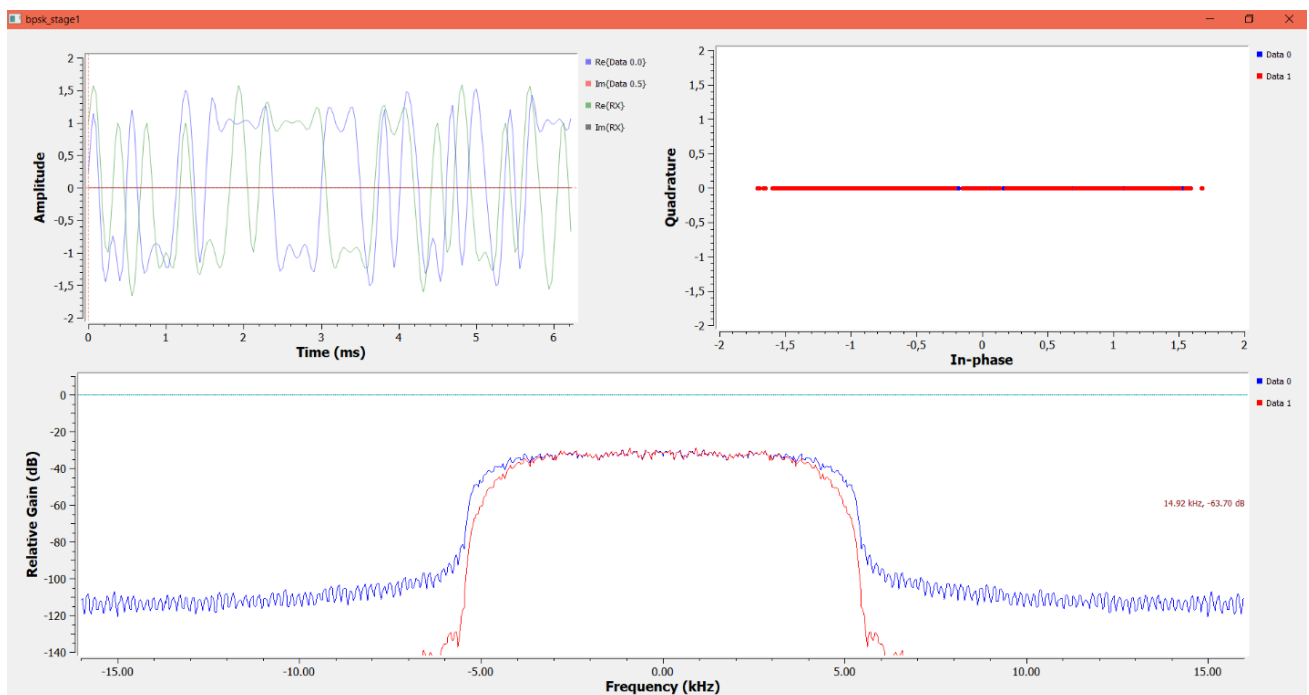 bpsk_stage1
2
1,5
1
0,5
0
-0,5
-1
-1,5
-2
Amplitude
0 1 2 3 4 5 6
Time (ms)
Re{Data 0.0}
Im{Data 0.5}
Re{RX}
Im{RX}
2
1,5
1
0,5
0
-0,5
-1
-1,5
-2
Quadrature
-2 -1,5 -1 -0,5 0 0,5 1 1,5 2
In-phase
Data 0
Data 1
0
-20
-40
-60
-80
-100
-120
-140
Relative Gain (dB)
-15.00 -10.00 -5.00 0.00 5.00 10.00 15.00
Frequency (kHz)
14.92 kHz, -63.70 dB
Data 0
Data 1